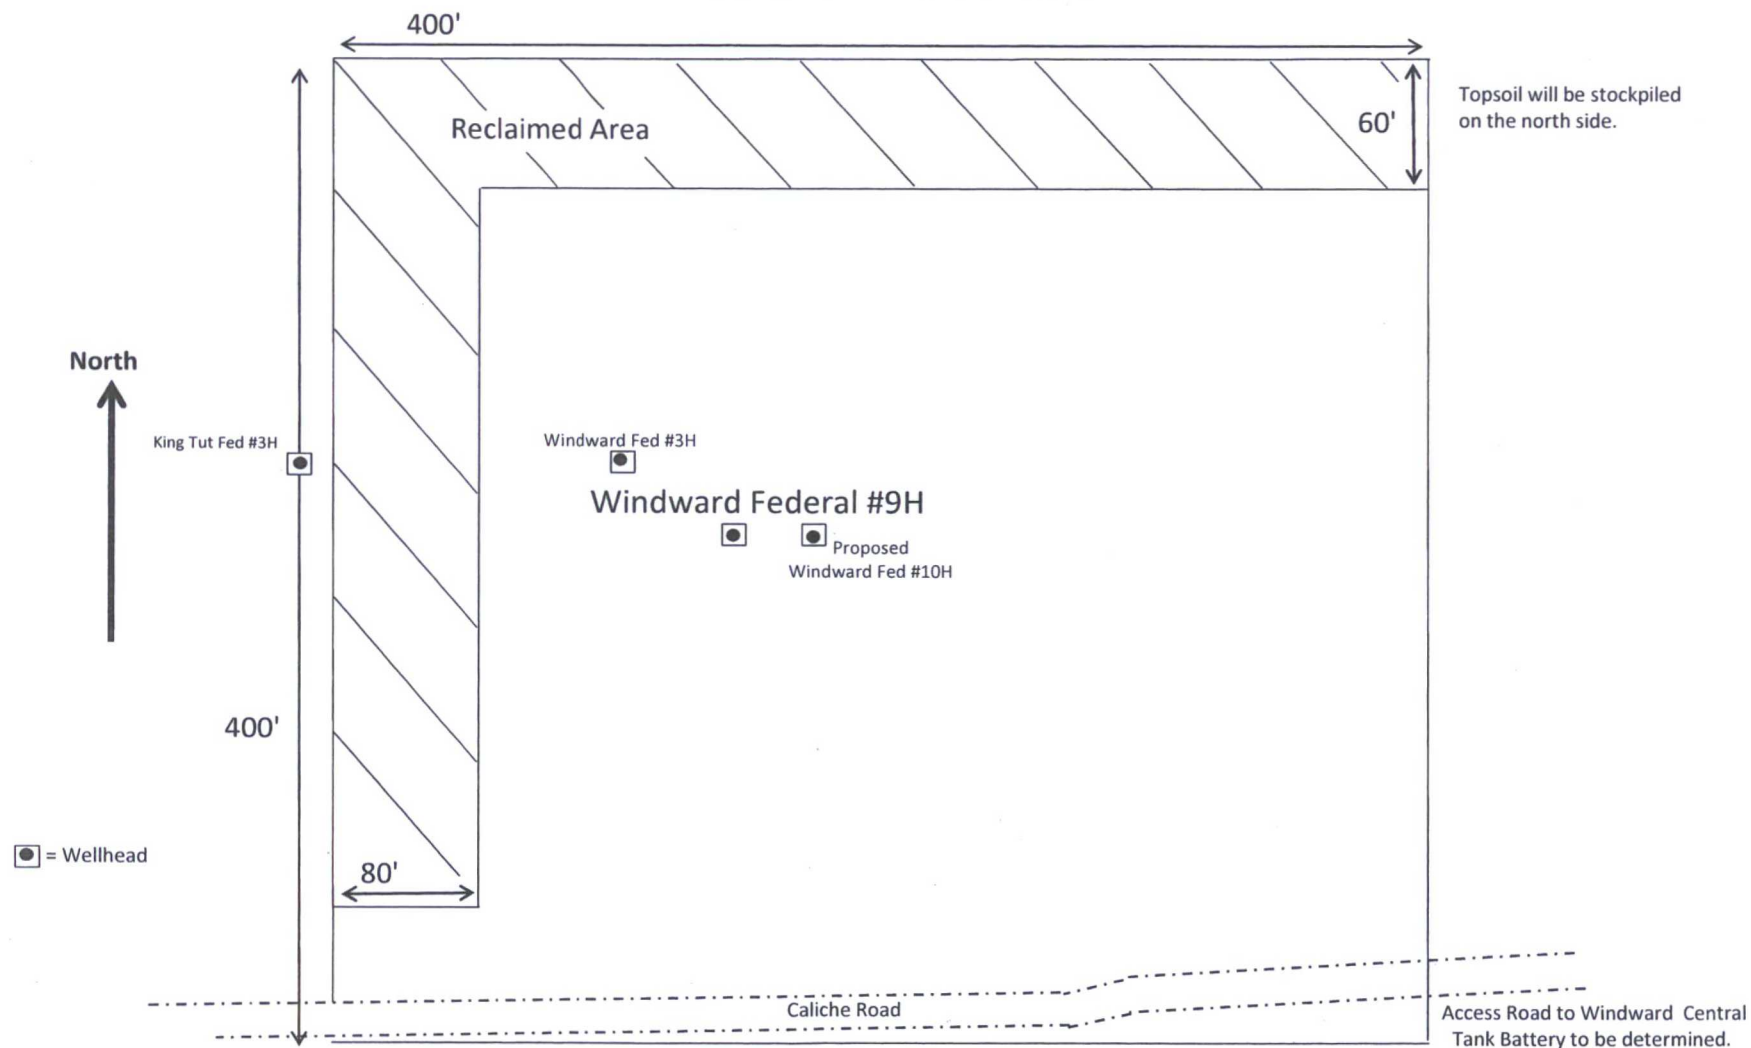 400'
Topsoil will be stockpiled
on the north side.
60'
Reclaimed Area
North
King Tut Fed #3H
Windward Fed #3H
Windward Federal #9H
Proposed
Windward Fed #10H
400'
= Wellhead
80'
Caliche Road
Access Road to Windward Central
Tank Battery to be determined.